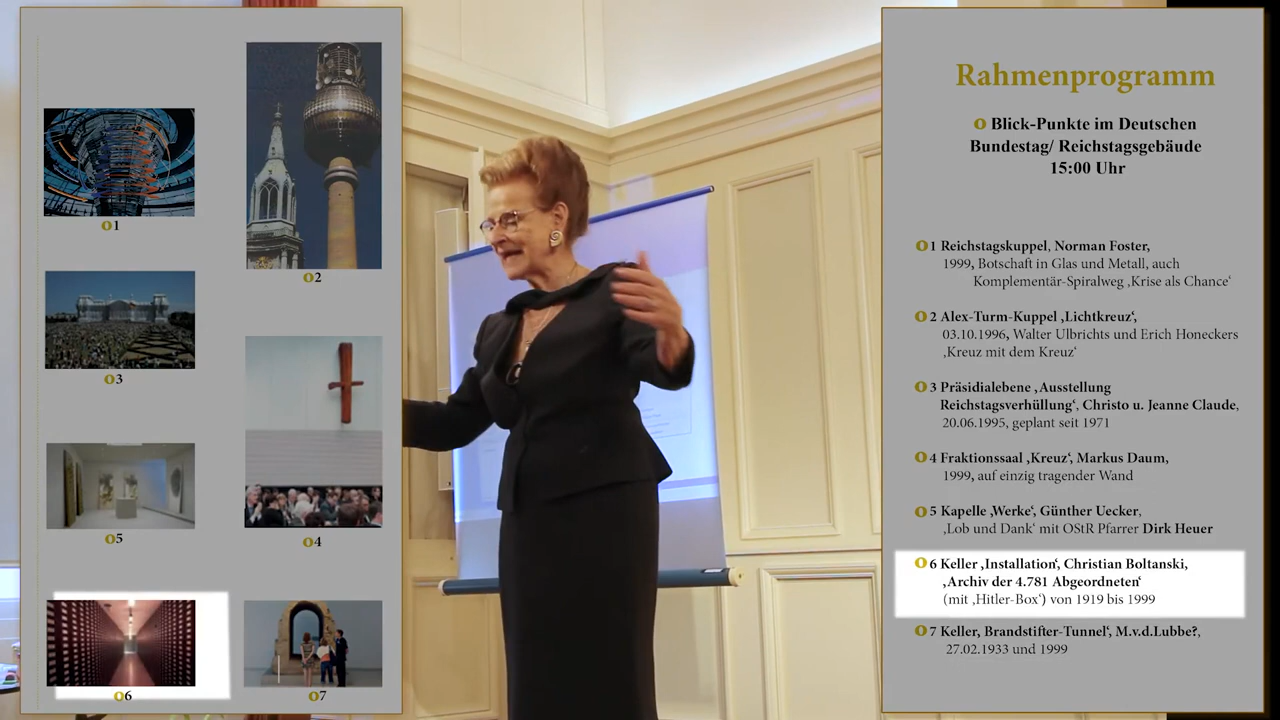 1
2
3
4
5
6
7
Rahmenprogramm
Blick-Punkte im Deutschen
Bundestag/ Reichstagsgebäude
15:00 Uhr
1 Reichstagskuppel, Norman Foster,
1999, Botschaft in Glas und Metall, auch
Komplementär-Spiralweg ‚Krise als Chance‘
2 Alex-Turm-Kuppel ‚Lichtkreuz‘,
03.10.1996, Walter Ulbrichts und Erich Honeckers
‚Kreuz mit dem Kreuz‘
3 Präsidialebene ‚Ausstellung
Reichstagsverhüllung‘, Christo u. Jeanne Claude,
20.06.1995, geplant seit 1971
4 Fraktionssaal ‚Kreuz‘, Markus Daum,
1999, auf einzig tragender Wand
5 Kapelle ‚Werke‘, Günther Uecker,
‚Lob und Dank‘ mit OStR Pfarrer Dirk Heuer
6 Keller ‚Installation‘, Christian Boltanski,
‚Archiv der 4.781 Abgeordneten‘
(mit ‚Hitler-Box‘) von 1919 bis 1999
7 Keller, Brandstifter-Tunnel‘, M.v.d.Lubbe?,
27.02.1933 und 1999